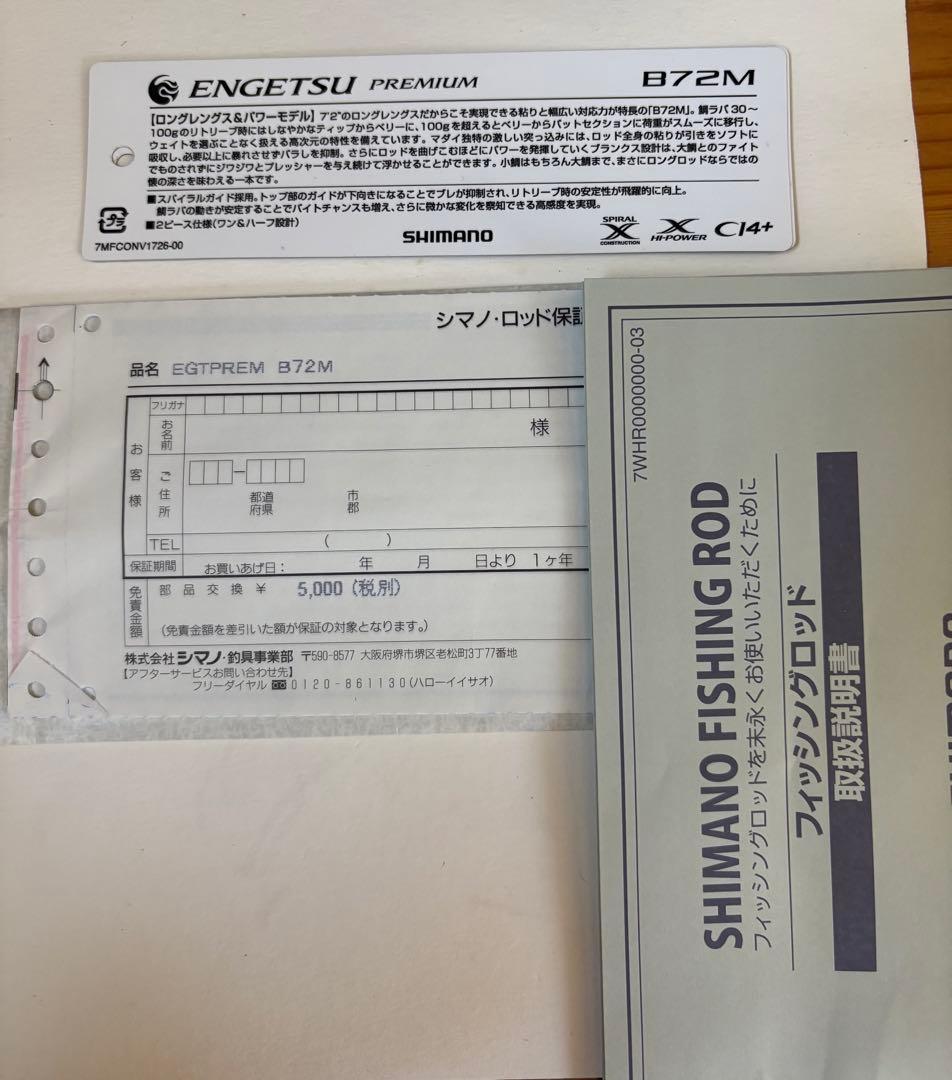 ENGETSU PREMIUM B72M
【ロングレングス&パワーモデル】7'2"のロングレングスだからこそ実現できる粘りと幅広い対応力が特長の「B72M」。鯛ラバ30〜
100gのリトリーブ時にはしなやかなティップからベリーに、100gを超えるとベリーからバットセクションに荷重がスムーズに移行し、
ウェイトを選ぶことなく扱える高次元の特性を備えています。マダイ独特の激しい突っ込みには、ロッド全身の粘りが引きをソフトに
吸収し、必要以上に暴れさせずバラしを抑制。さらにロッドを曲げこむほどにパワーを発揮していくブランクス設計は、大鯛とのファイト
でものされずにジワジワとプレッシャーを与え続けて浮かせることができます。小鯛はもちろん大鯛まで、まさにロングロッドならではの
懐の深さを味わえる一本です。
■スパイラルガイド採用。トップ部のガイドが下向きになることでブレが抑制され、リトリーブ時の安定性が飛躍的に向上。
鯛ラバの動きが安定することでバイトチャンスも増え、さらに微かな変化を察知できる高感度を実現。
■2ピース仕様(ワン&ハーフ設計)
プラ
7MFCONV1726-00
SHIMANO
SPIRAL X CONSTRUCTION
X HI-POWER
CI4+
シマノ・ロッド保証
品名 EGTPREM B72M
お客様
フリガナ
お名前 様
ご住所
都道府県
市郡
TEL ( )
保証期間 お買いあげ日: 年 月 日より 1ヶ年
免責金額
部品交換 ¥ 5,000(税別)
(免責金額を差引いた額が保証の対象となります。)
株式会社シマノ・釣具事業部 〒590-8577 大阪府堺市堺区老松町3丁77番地
【アフターサービスお問い合わせ先】
フリーダイヤル 0120-861130(ハローイイサオ)
7WHR0000000-03
SHIMANO FISHING ROD
フィッシングロッドを末永くお使いいただくために
フィッシングロッド
取扱説明書